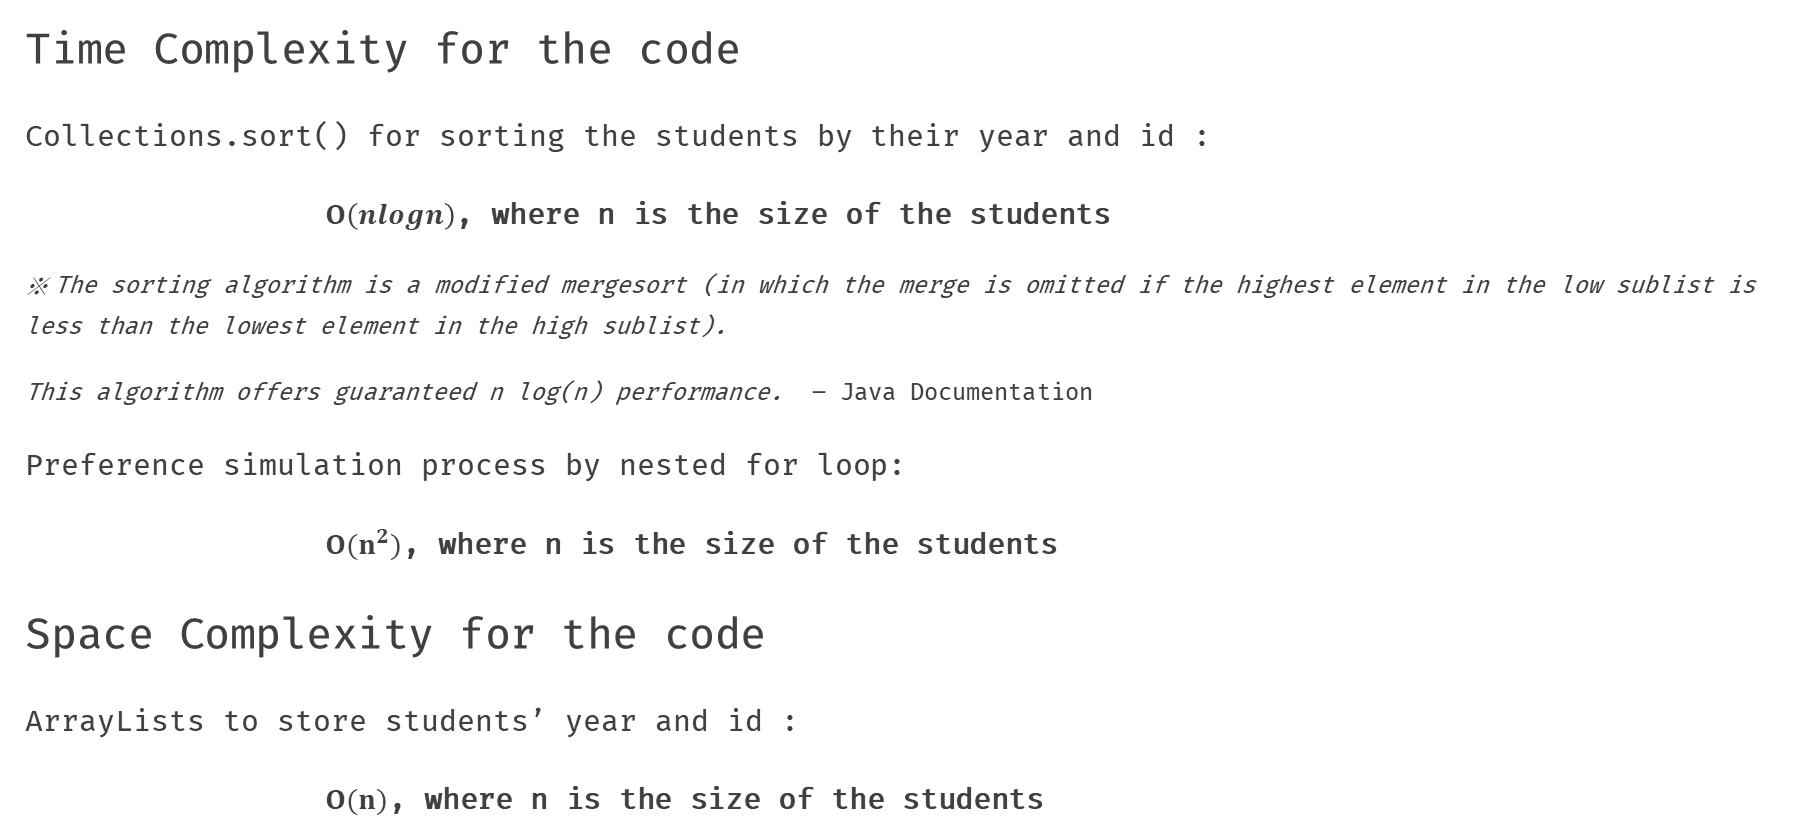 Time Complexity for the code
Collections.sort() for sorting the students by their year and id :
O(nlogn), where n is the size of the students
※ The sorting algorithm is a modified mergesort (in which the merge is omitted if the highest element in the low sublist is
less than the lowest element in the high sublist).
This algorithm offers guaranteed n log(n) performance. — Java Documentation
Preference simulation process by nested for loop:
O(n²), where n is the size of the students
Space Complexity for the code
ArrayLists to store students’ year and id :
O(n), where n is the size of the students